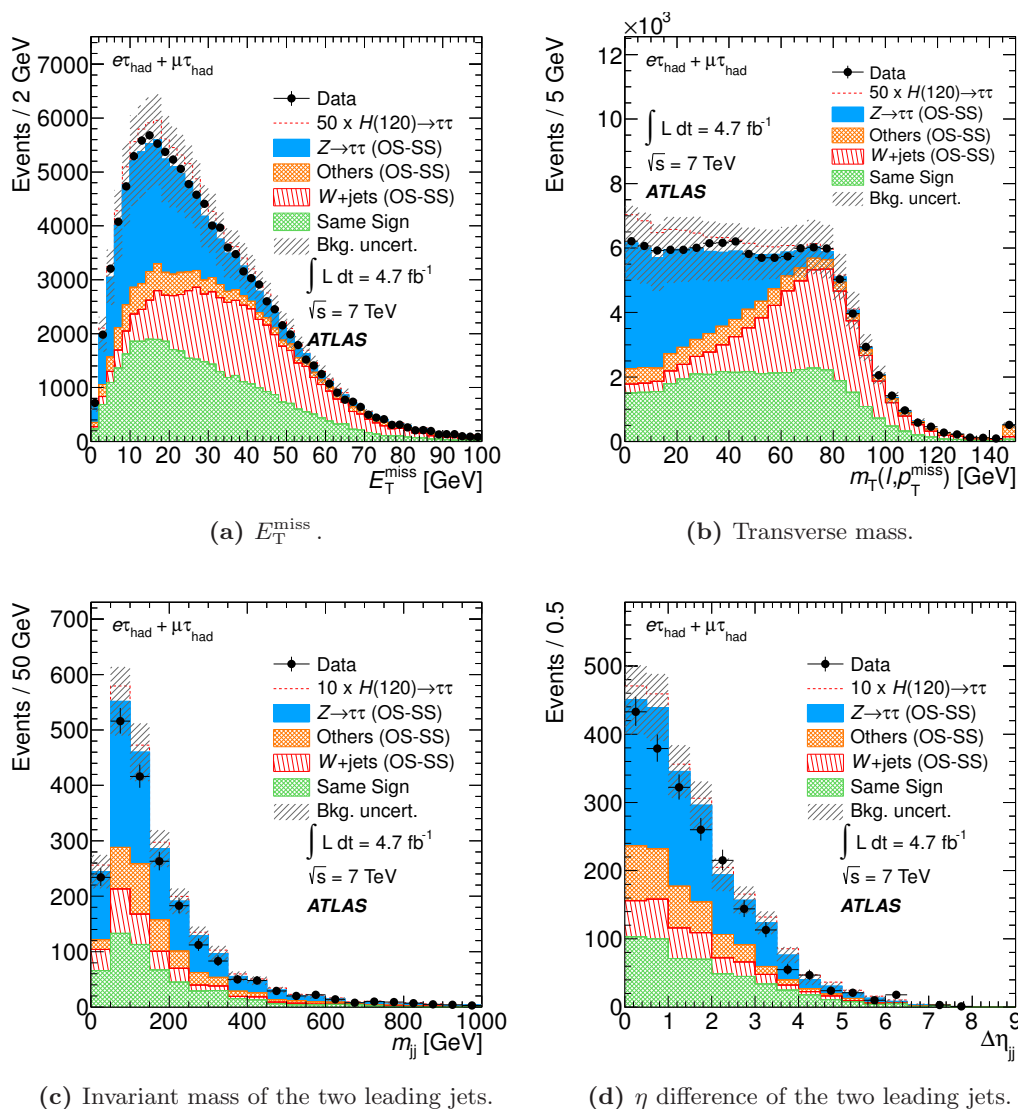 Events / 2 GeV
7000
6000
5000
4000
3000
2000
1000
0
eτhad + μτhad
Data
50 x H(120)→ττ
Z→ττ (OS-SS)
Others (OS-SS)
W+jets (OS-SS)
Same Sign
Bkg. uncert.
∫ L dt = 4.7 fb⁻¹
√s = 7 TeV
ATLAS
0 10 20 30 40 50 60 70 80 90 100
E_T^miss [GeV]
(a) E_T^miss .
×10³
Events / 5 GeV
12
10
8
6
4
2
0
eτhad + μτhad
Data
50 x H(120)→ττ
Z→ττ (OS-SS)
Others (OS-SS)
W+jets (OS-SS)
Same Sign
Bkg. uncert.
∫ L dt = 4.7 fb⁻¹
√s = 7 TeV
ATLAS
0 20 40 60 80 100 120 140
m_T(l,p_T^miss) [GeV]
(b) Transverse mass.
Events / 50 GeV
700
600
500
400
300
200
100
0
eτhad + μτhad
Data
10 x H(120)→ττ
Z→ττ (OS-SS)
Others (OS-SS)
W+jets (OS-SS)
Same Sign
Bkg. uncert.
∫ L dt = 4.7 fb⁻¹
√s = 7 TeV
ATLAS
0 200 400 600 800 1000
m_jj [GeV]
(c) Invariant mass of the two leading jets.
Events / 0.5
500
400
300
200
100
0
eτhad + μτhad
Data
10 x H(120)→ττ
Z→ττ (OS-SS)
Others (OS-SS)
W+jets (OS-SS)
Same Sign
Bkg. uncert.
∫ L dt = 4.7 fb⁻¹
√s = 7 TeV
ATLAS
0 1 2 3 4 5 6 7 8 9
Δη_jj
(d) η difference of the two leading jets.